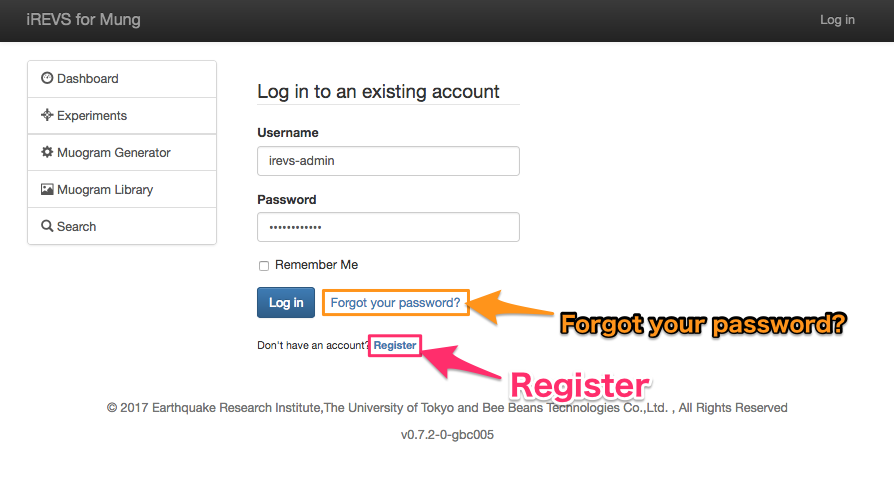 iREVS for Mung
Log in
Dashboard
Experiments
Muogram Generator
Muogram Library
Search
Log in to an existing account
Username
irevs-admin
Password
••••••••••••
Remember Me
Log in
Forgot your password?
Forgot your password?
Don't have an account? Register
Register
© 2017 Earthquake Research Institute,The University of Tokyo and Bee Beans Technologies Co.,Ltd. , All Rights Reserved
v0.7.2-0-gbc005